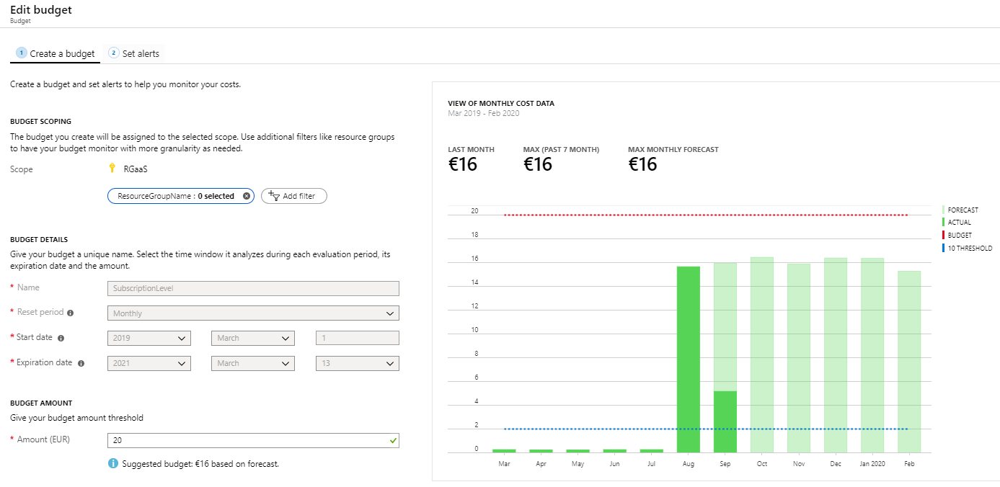 Edit budget
Budget
1 Create a budget
2 Set alerts
Create a budget and set alerts to help you monitor your costs.
BUDGET SCOPING
The budget you create will be assigned to the selected scope. Use additional filters like resource groups
to have your budget monitor with more granularity as needed.
Scope
RGaaS
ResourceGroupName : 0 selected
Add filter
BUDGET DETAILS
Give your budget a unique name. Select the time window it analyzes during each evaluation period, its
expiration date and the amount.
* Name
SubscriptionLevel
* Reset period
Monthly
* Start date
2019
March
1
* Expiration date
2021
March
13
BUDGET AMOUNT
Give your budget amount threshold
* Amount (EUR)
20
Suggested budget: €16 based on forecast.
VIEW OF MONTHLY COST DATA
Mar 2019 - Feb 2020
LAST MONTH
€16
MAX (PAST 7 MONTH)
€16
MAX MONTHLY FORECAST
€16
20
18
16
14
12
10
8
6
4
2
0
Mar
Apr
May
Jun
Jul
Aug
Sep
Oct
Nov
Dec
Jan 2020
Feb
FORECAST
ACTUAL
BUDGET
10 THRESHOLD